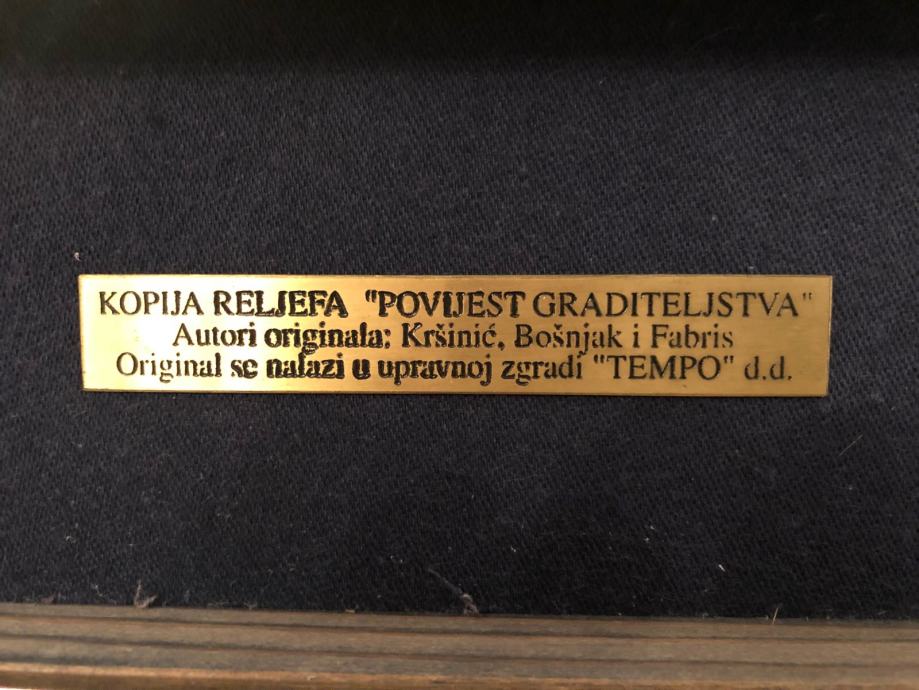 KOPIJA RELJEFA "POVIJEST GRADITELJSTVA"
Autori originala: Kršinić, Bošnjak i Fabris
Original se nalazi u upravnoj zgradi "TEMPO" d.d.